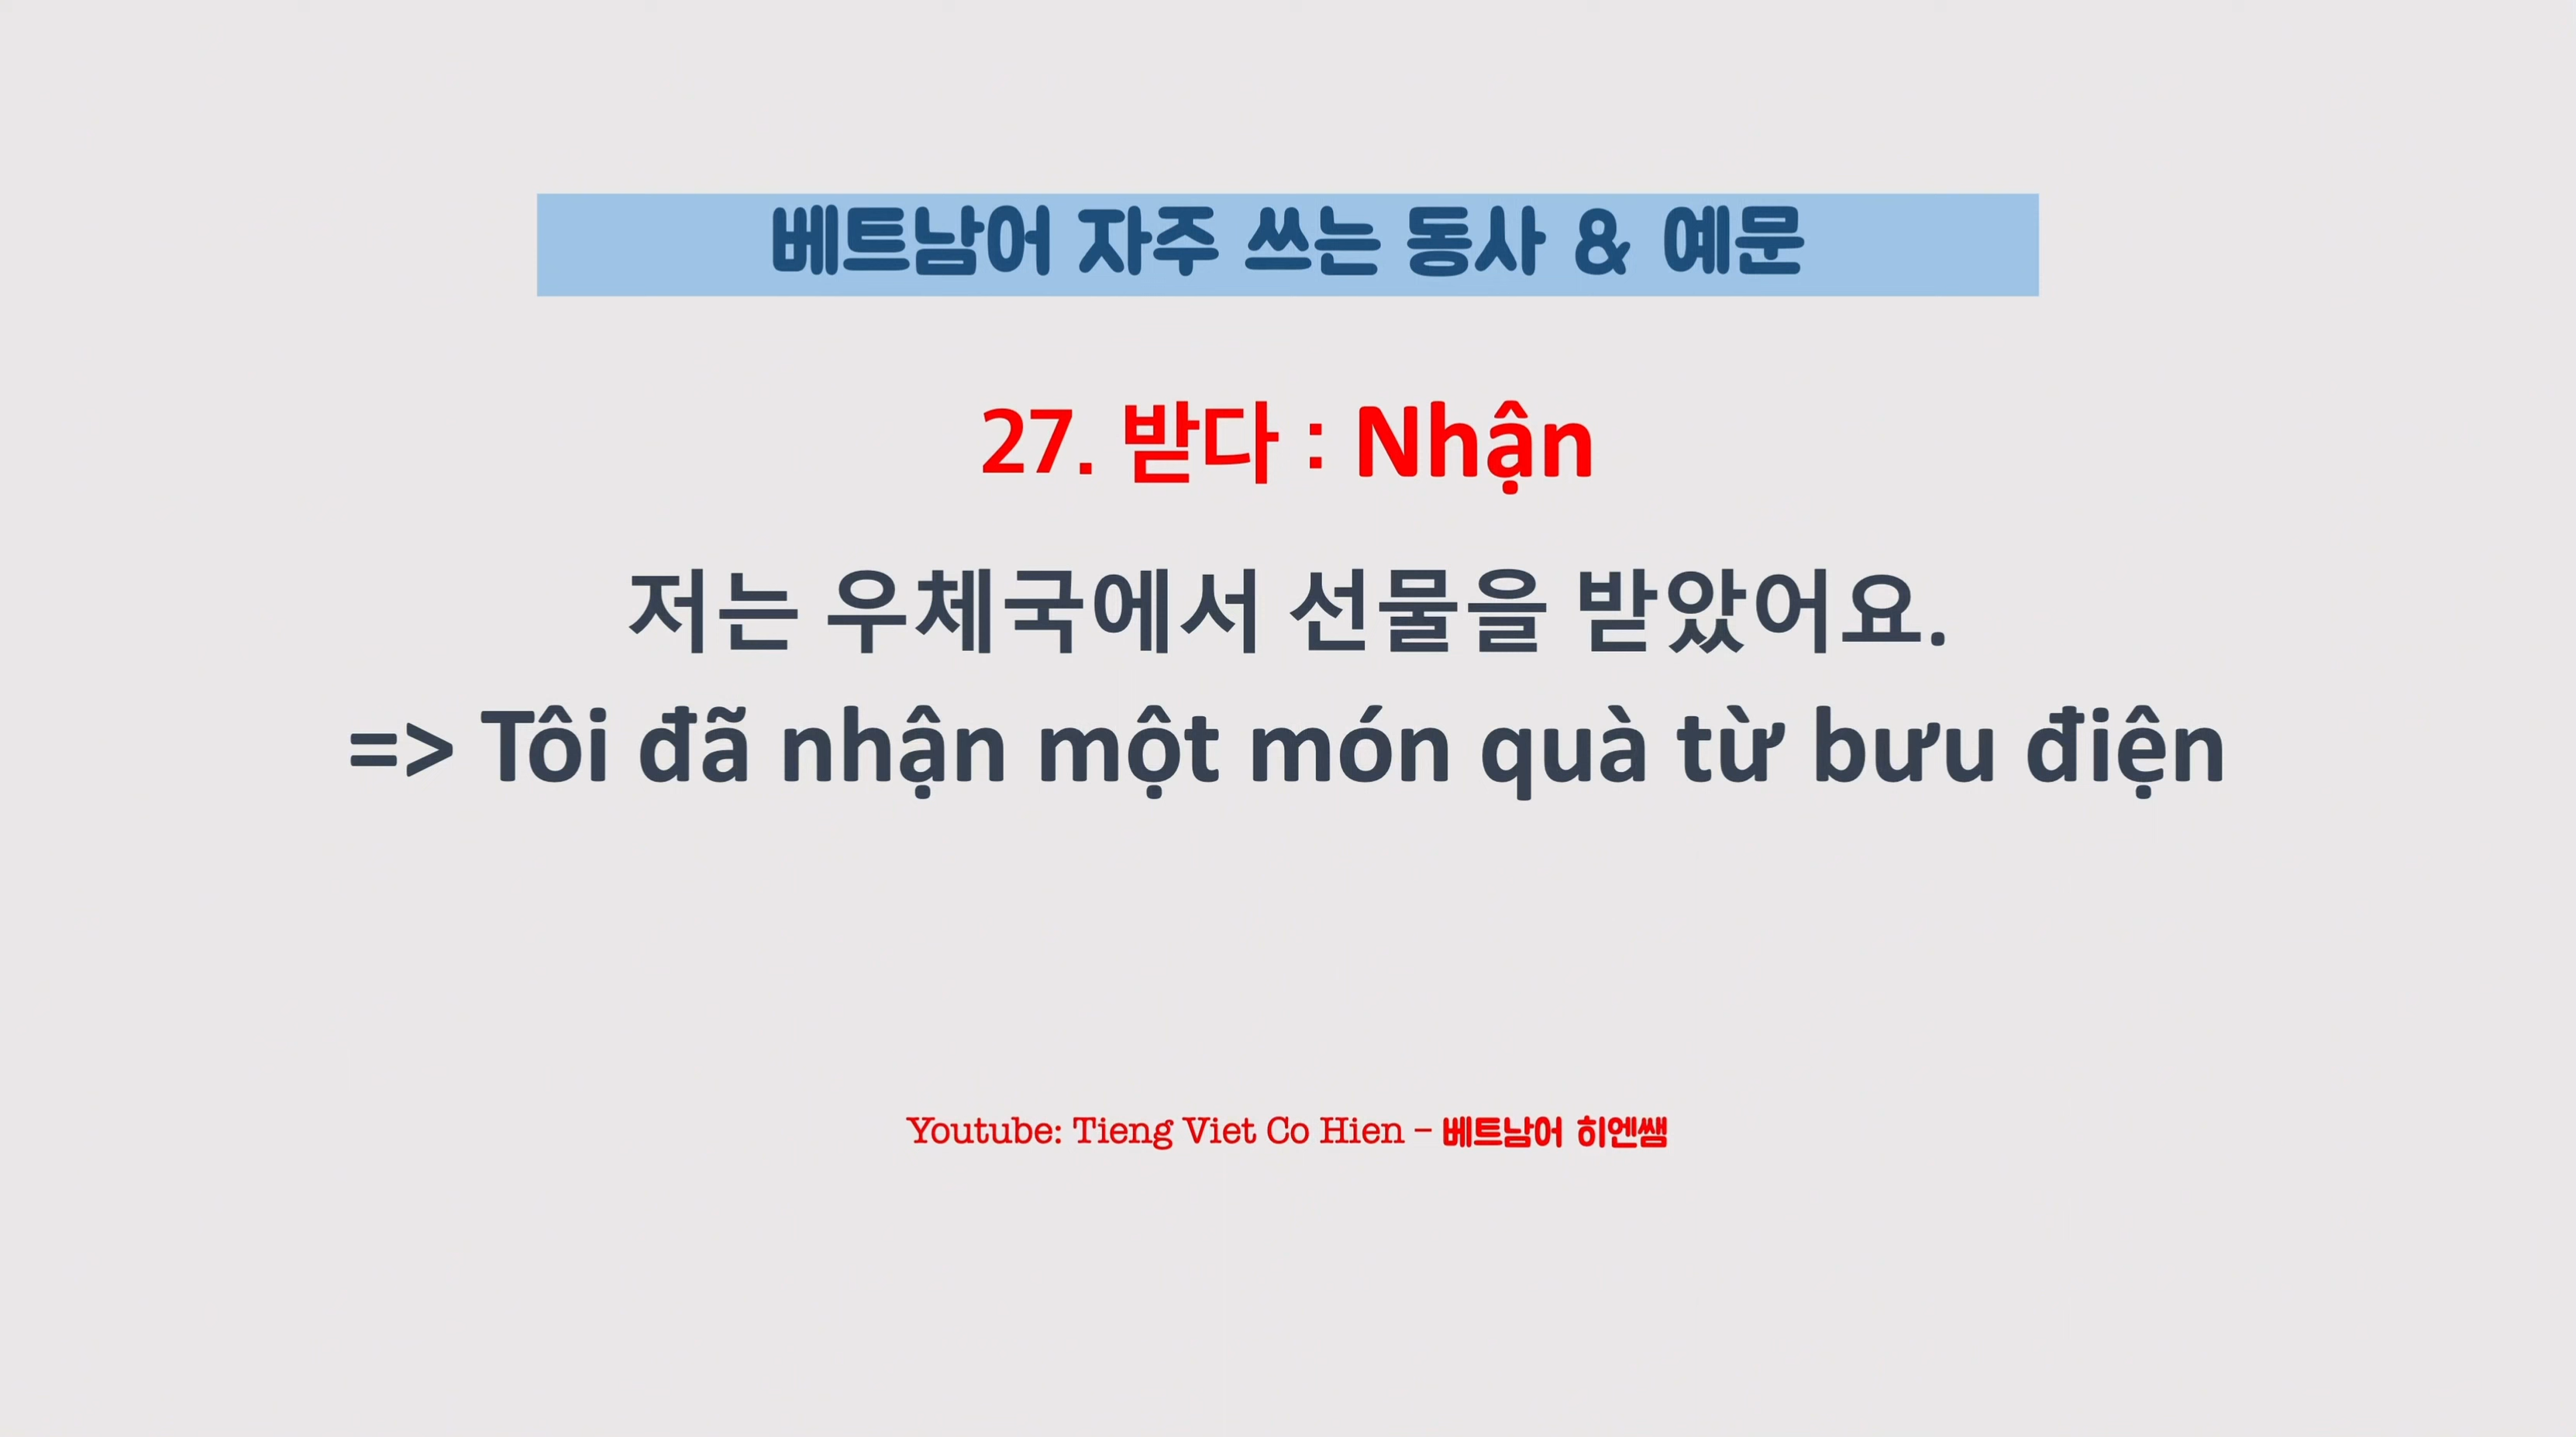 베트남어 자주 쓰는 동사 & 예문
27. 받다 : Nhận
저는 우체국에서 선물을 받았어요.
=> Tôi đã nhận một món quà từ bưu điện
Youtube: Tieng Viet Co Hien – 베트남어 히엔쌤